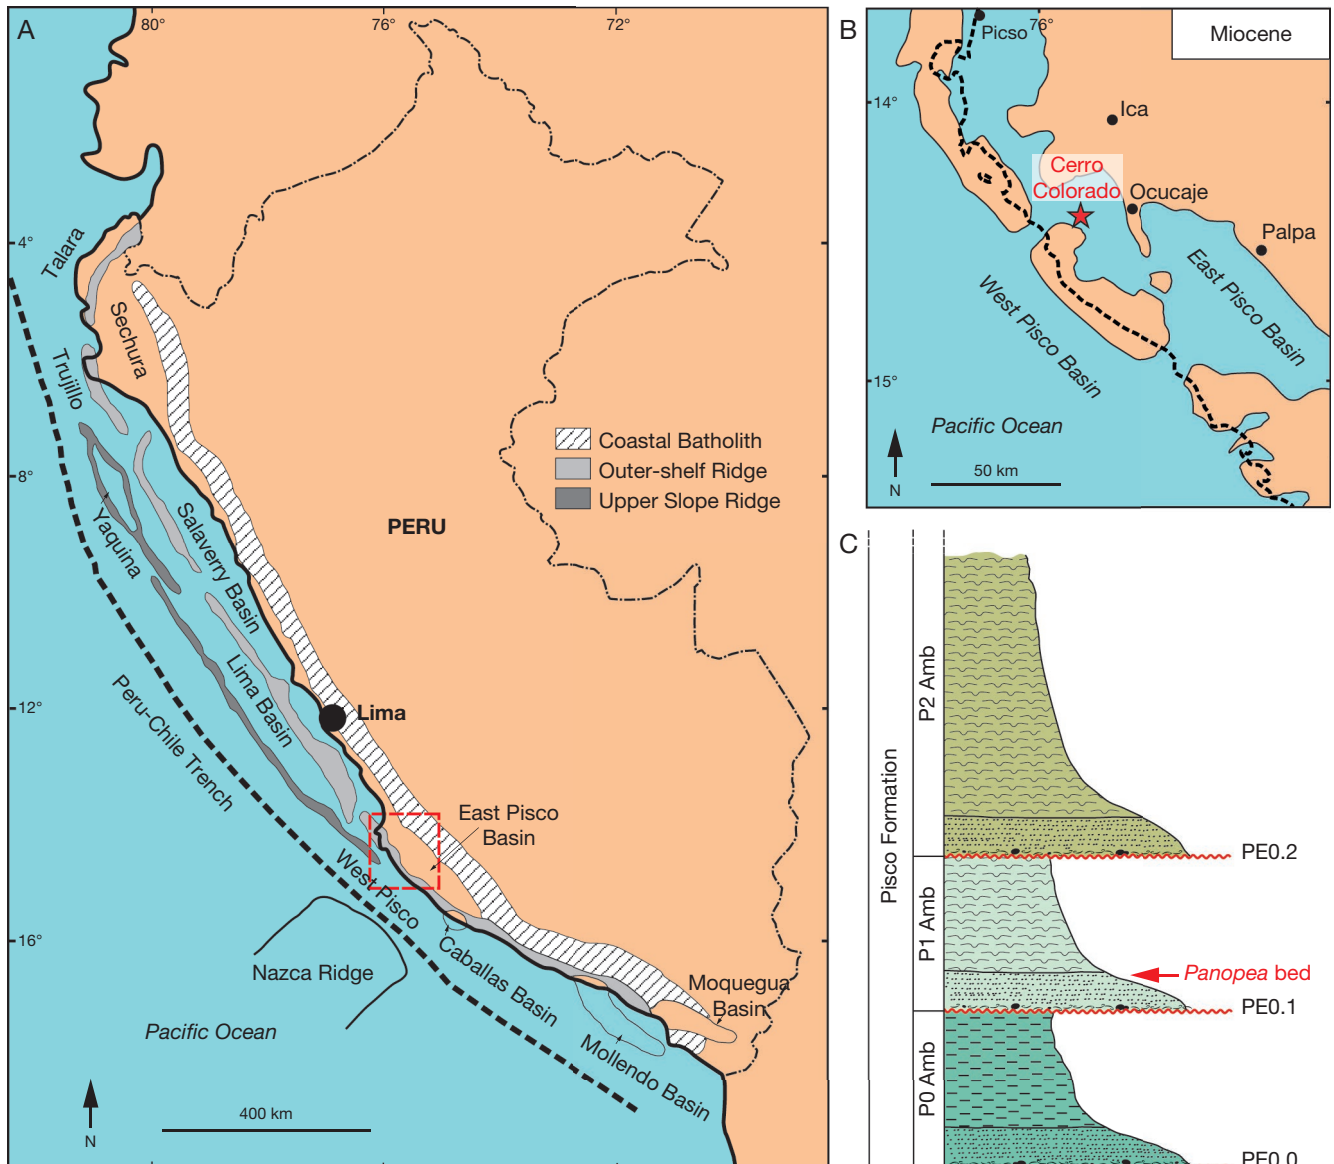 A
80°
76°
72°
4°
8°
12°
16°
Talara
Sechura
Trujillo
Yaquina
Salaverry Basin
Lima Basin
Peru-Chile Trench
Coastal Batholith
Outer-shelf Ridge
Upper Slope Ridge
PERU
Lima
East Pisco
Basin
West Pisco
Caballas Basin
Nazca Ridge
Moquegua
Basin
Mollendo Basin
Pacific Ocean
N
400 km
B
76°
Miocene
Picso
14°
Ica
Cerro
Colorado
Ocucaje
Palpa
East Pisco Basin
West Pisco Basin
15°
Pacific Ocean
N
50 km
C
Pisco Formation
P2 Amb
PE0.2
P1 Amb
Panopea bed
PE0.1
P0 Amb
PE0.0